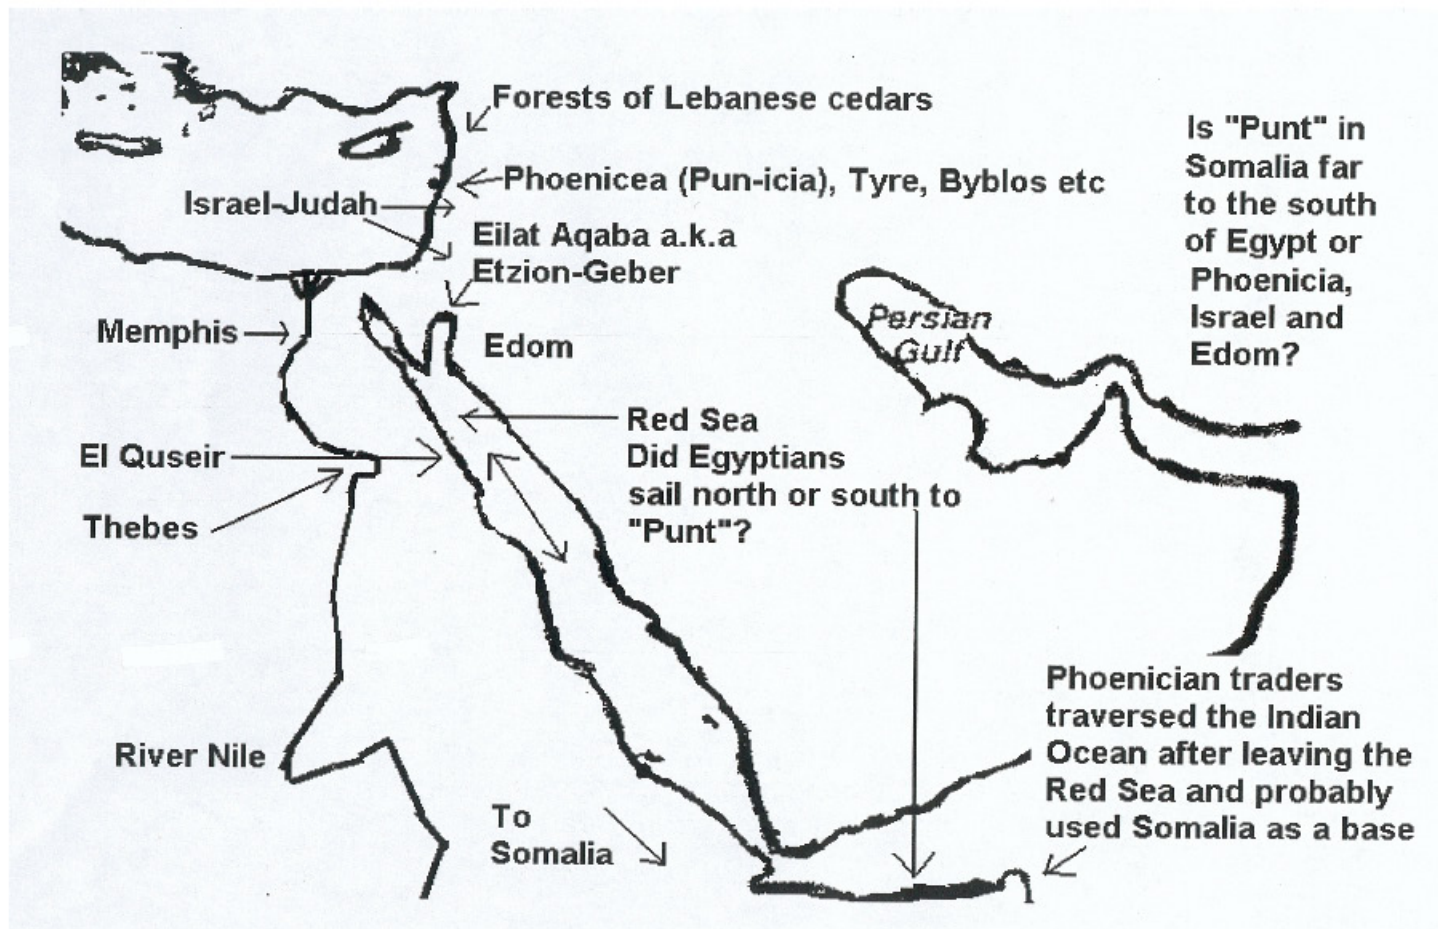 Forests of Lebanese cedars
Is "Punt" in
Somalia far
to the south
of Egypt or
Phoenicia,
Israel and
Edom?
Phoenicea (Pun-icia), Tyre, Byblos etc
Israel-Judah
Eilat Aqaba a.k.a
Etzion-Geber
Memphis
Edom
Persian
Gulf
Red Sea
Did Egyptians
sail north or south to
"Punt"?
El Quseir
Thebes
River Nile
To
Somalia
Phoenician traders
traversed the Indian
Ocean after leaving the
Red Sea and probably
used Somalia as a base